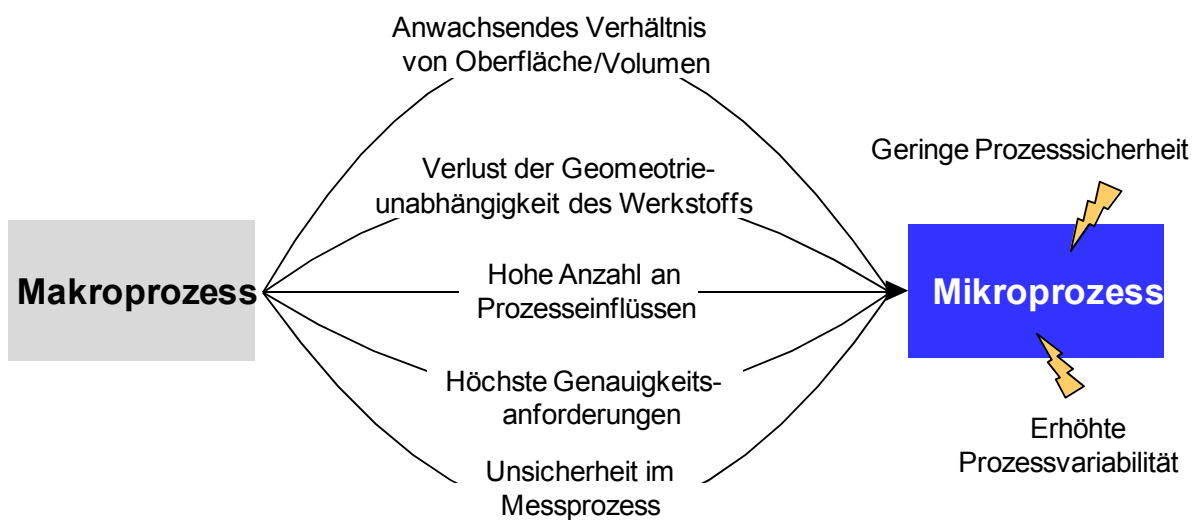 Anwachsendes Verhältnis
von Oberfläche/Volumen
Geringe Prozesssicherheit
Verlust der Geomeotrie-
unabhängigkeit des Werkstoffs
Makroprozess
Hohe Anzahl an
Prozesseinflüssen
Mikroprozess
Höchste Genauigkeits-
anforderungen
Erhöhte
Prozessvariabilität
Unsicherheit im
Messprozess